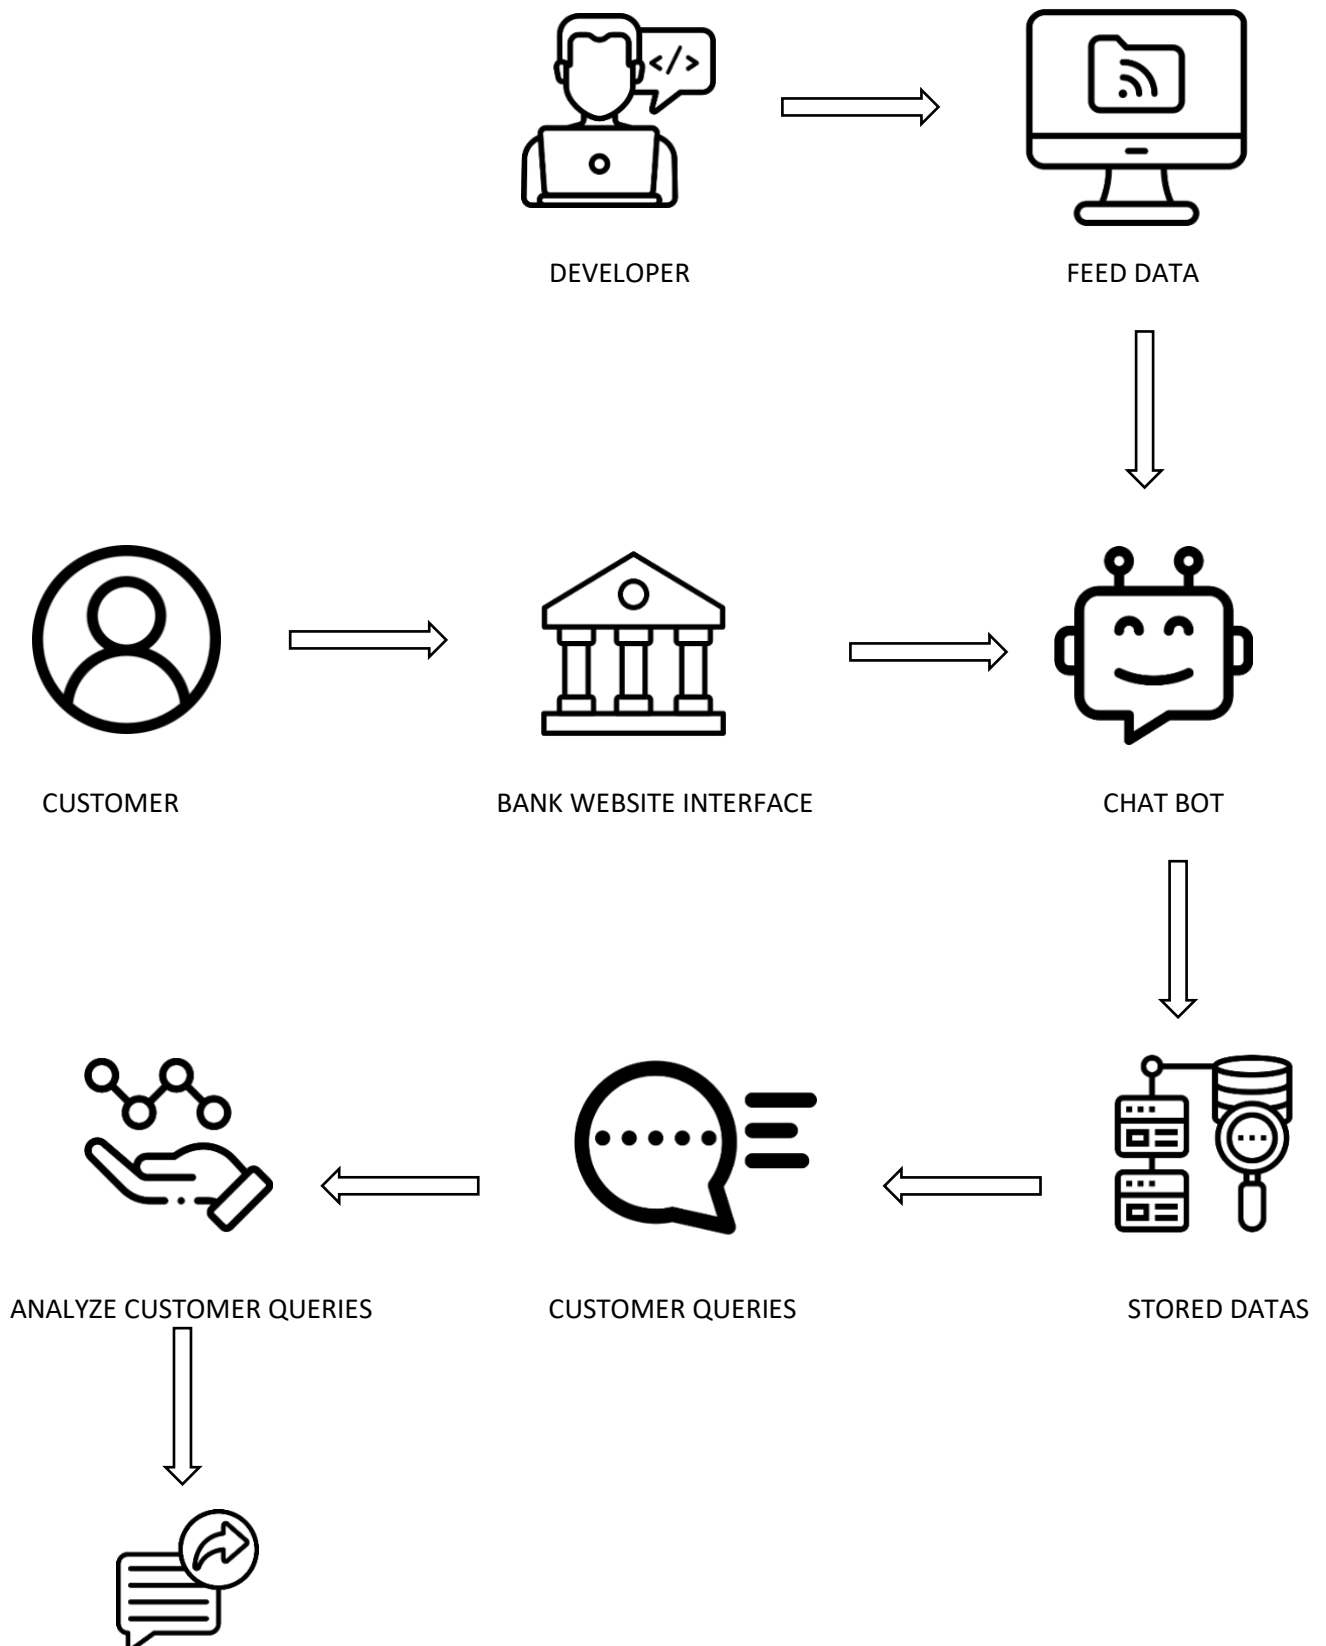 </>
DEVELOPER
FEED DATA
CUSTOMER
BANK WEBSITE INTERFACE
CHAT BOT
ANALYZE CUSTOMER QUERIES
CUSTOMER QUERIES
STORED DATAS